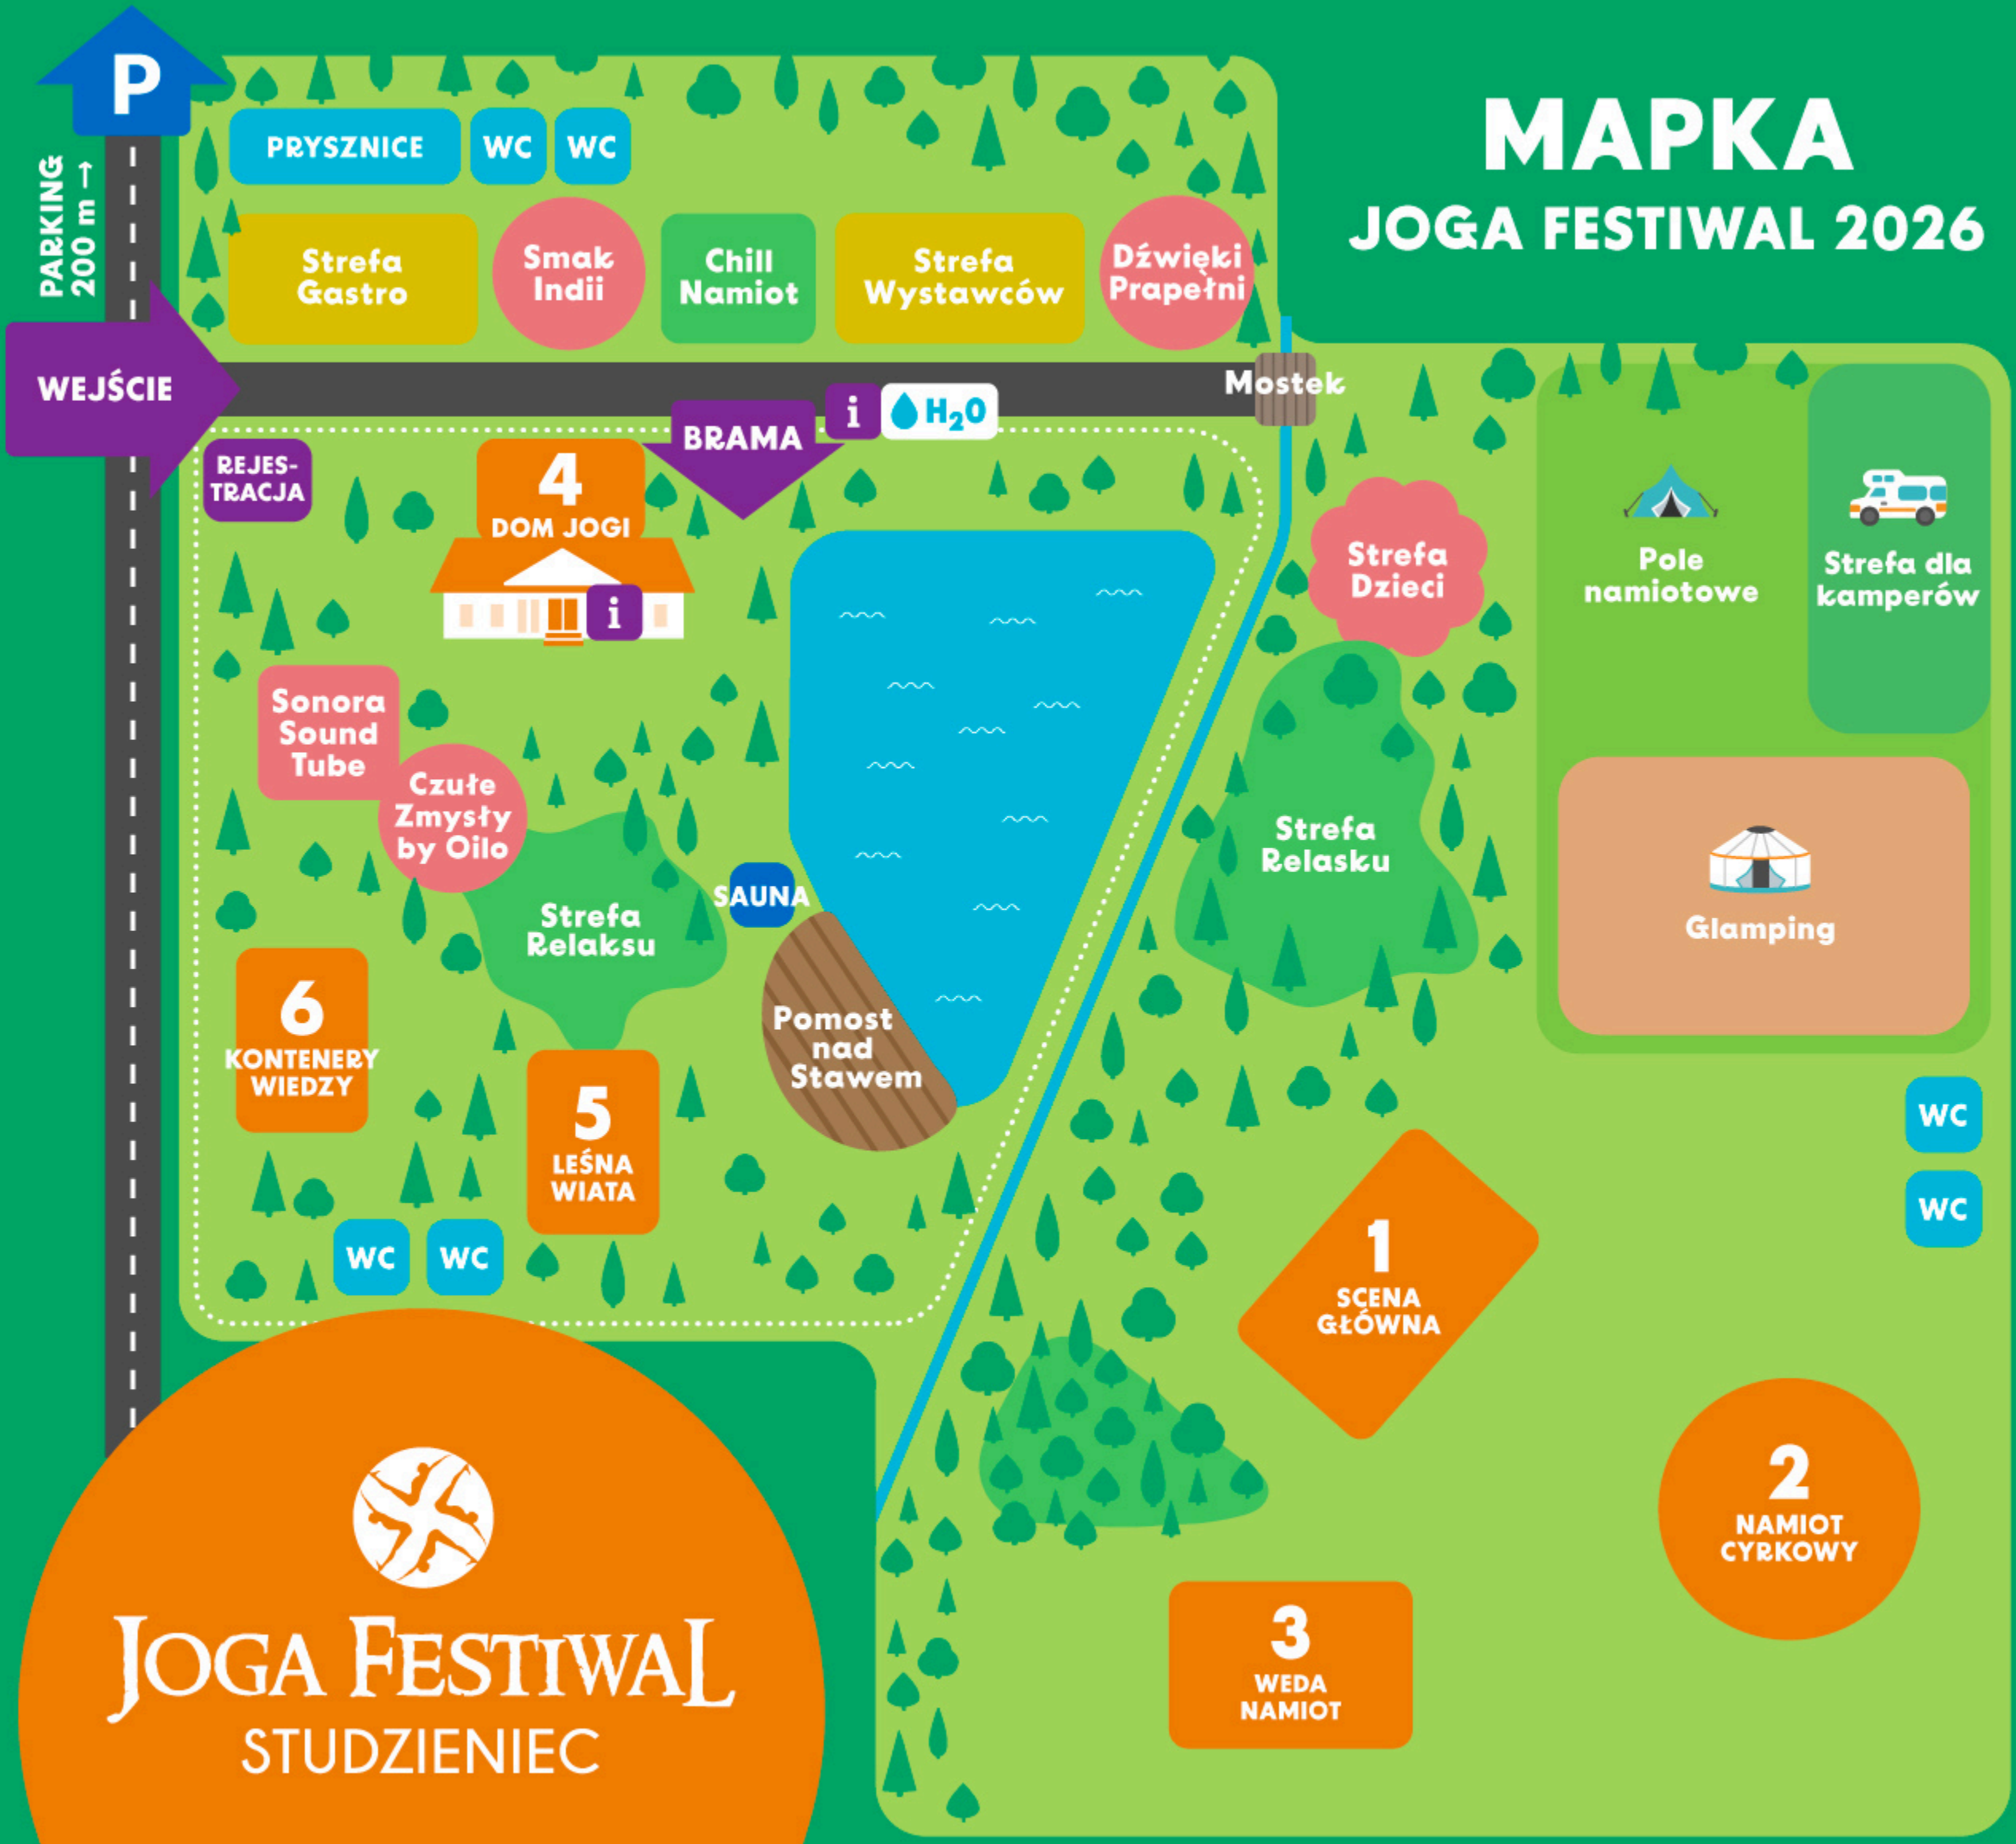 P
PARKING
200 m →
MAPKA
JOGA FESTIWAL 2026
PRYSZNICE
WC
WC
Strefa
Gastro
Smak
Indii
Chill
Namiot
Strefa
Wystawców
Dźwięki
Prapełni
WEJŚCIE
Mostek
BRAMA
i
H₂O
REJES-
TRACJA
4
DOM JOGI
i
Strefa
Dzieci
Pole
namiotowe
Strefa dla
kamperów
Sonora
Sound
Tube
Czułe
Zmysły
by Oilo
Strefa
Relasku
SAUNA
Strefa
Relaksu
Glamping
6
KONTENERY
WIEDZY
Pomost
nad
Stawem
5
LEŚNA
WIATA
WC
WC
WC
WC
1
SCENA
GŁÓWNA
2
NAMIOT
CYRKOWY
3
WEDA
NAMIOT
JOGA FESTIWAL
STUDZIENIEC